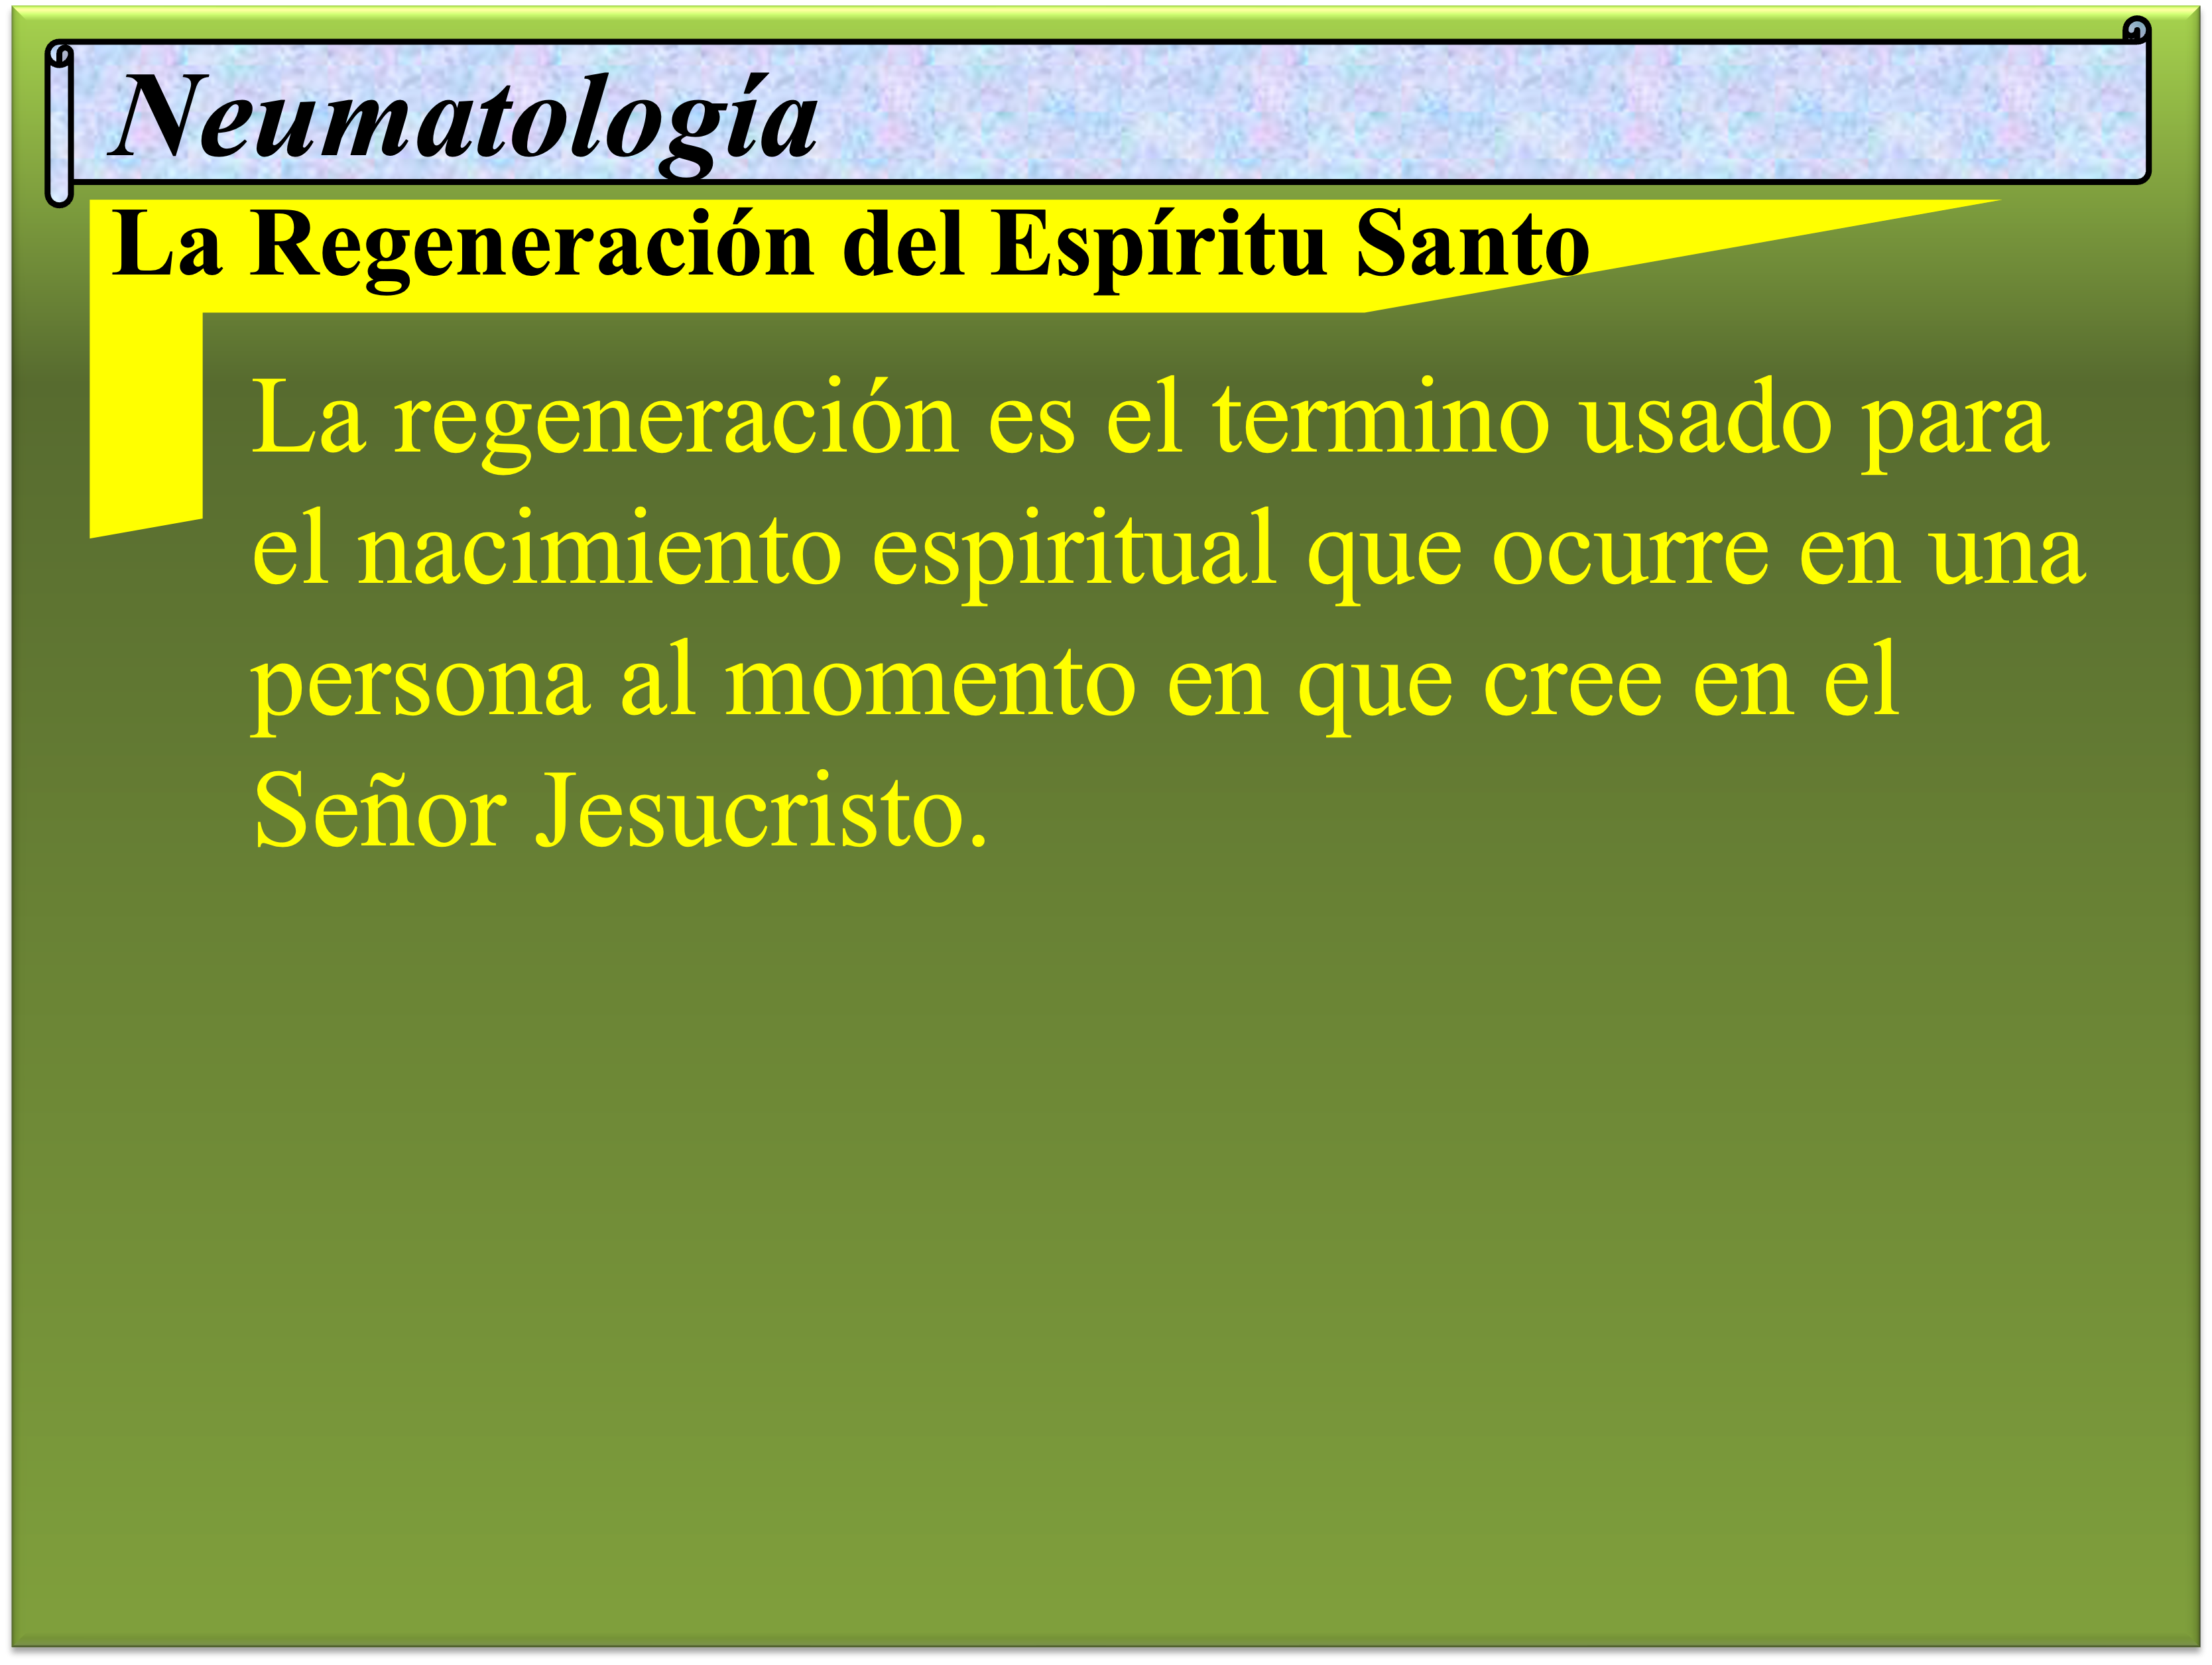 Neumatología
La Regeneración del Espíritu Santo
La regeneración es el termino usado para
el nacimiento espiritual que ocurre en una
persona al momento en que cree en el
Señor Jesucristo.